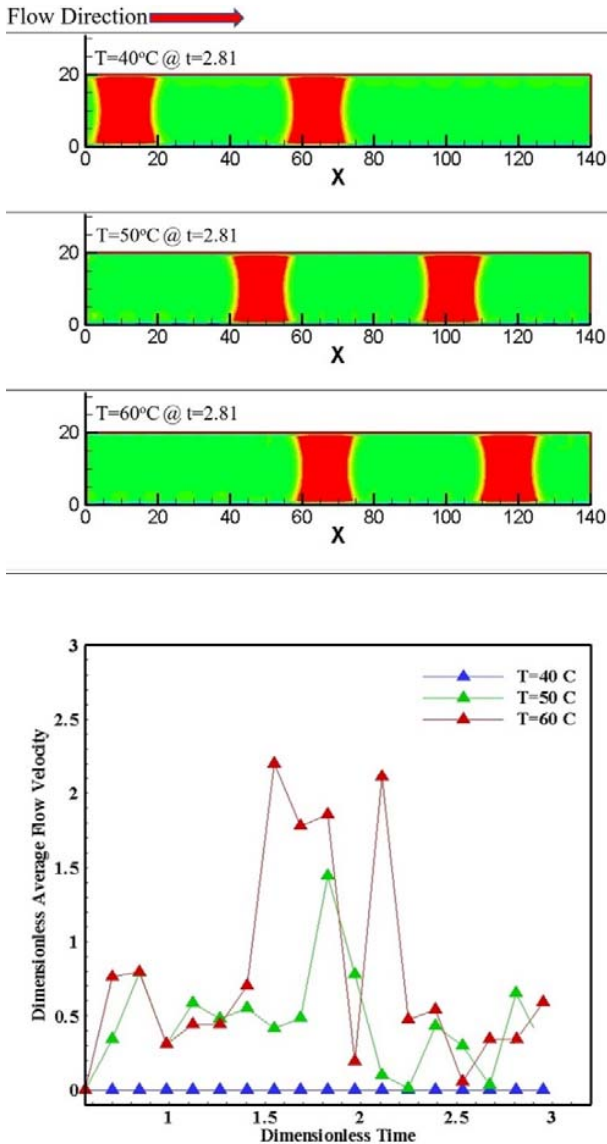 Flow Direction
T=40°C @ t=2.81
20
0
0 20 40 60 80 100 120 140
X
T=50°C @ t=2.81
20
0
0 20 40 60 80 100 120 140
X
T=60°C @ t=2.81
20
0
0 20 40 60 80 100 120 140
X
3
T=40 C
T=50 C
T=60 C
2.5
2
1.5
1
0.5
0
Dimensionless Average Flow Velocity
1 1.5 2 2.5 3
Dimensionless Time